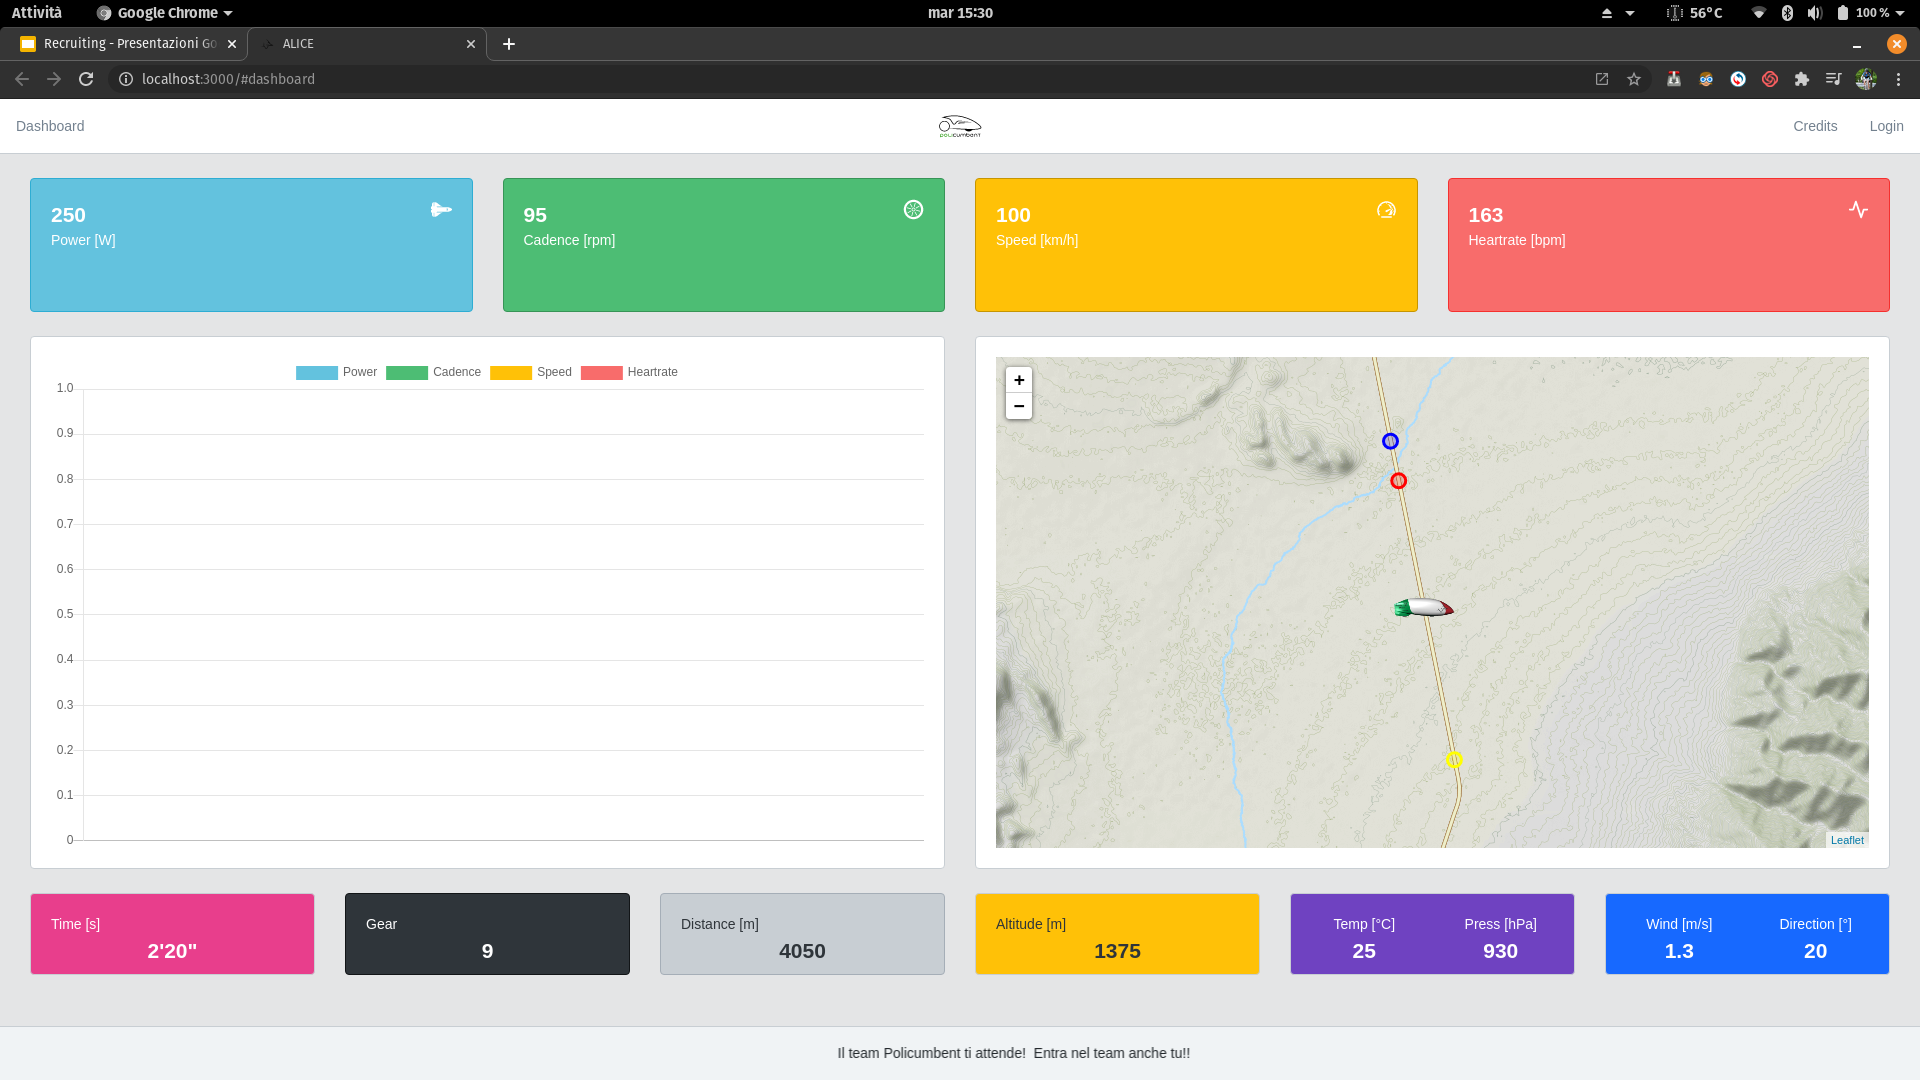 Attività
Google Chrome
mar 15:30
56°C
100 %
Recruiting - Presentazioni Go
ALICE
localhost:3000/#dashboard
Dashboard
policumbent
Credits
Login
250
Power [W]
95
Cadence [rpm]
100
Speed [km/h]
163
Heartrate [bpm]
Power
Cadence
Speed
Heartrate
1.0
0.9
0.8
0.7
0.6
0.5
0.4
0.3
0.2
0.1
0
+
−
Leaflet
Time [s]
2'20"
Gear
9
Distance [m]
4050
Altitude [m]
1375
Temp [°C]
25
Press [hPa]
930
Wind [m/s]
1.3
Direction [°]
20
Il team Policumbent ti attende!  Entra nel team anche tu!!